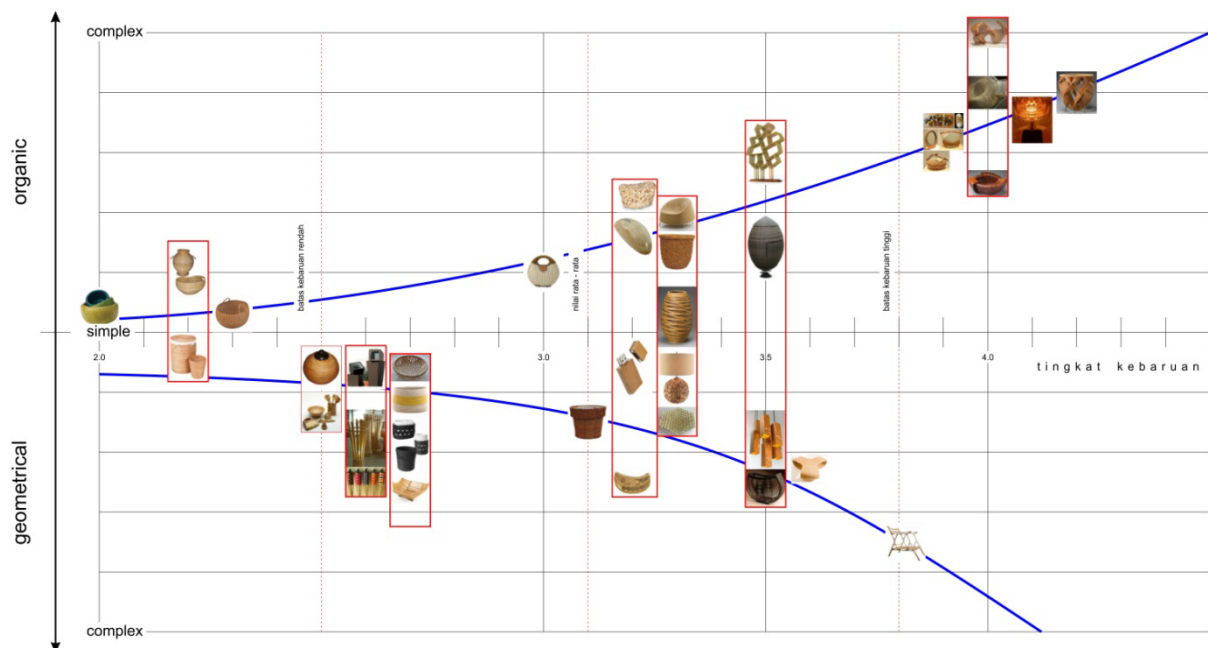 complex
organic
batas kebaruan rendah
nilai rata - rata
batas kebaruan tinggi
simple
2.0
3.0
3.5
4.0
tingkat kebaruan
geometrical
complex